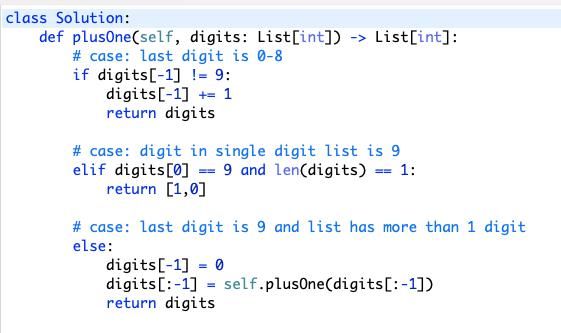 class Solution:
    def plusOne(self, digits: List[int]) -> List[int]:
        # case: last digit is 0-8
        if digits[-1] != 9:
            digits[-1] += 1
            return digits

        # case: digit in single digit list is 9
        elif digits[0] == 9 and len(digits) == 1:
            return [1,0]

        # case: last digit is 9 and list has more than 1 digit
        else:
            digits[-1] = 0
            digits[:-1] = self.plusOne(digits[:-1])
            return digits